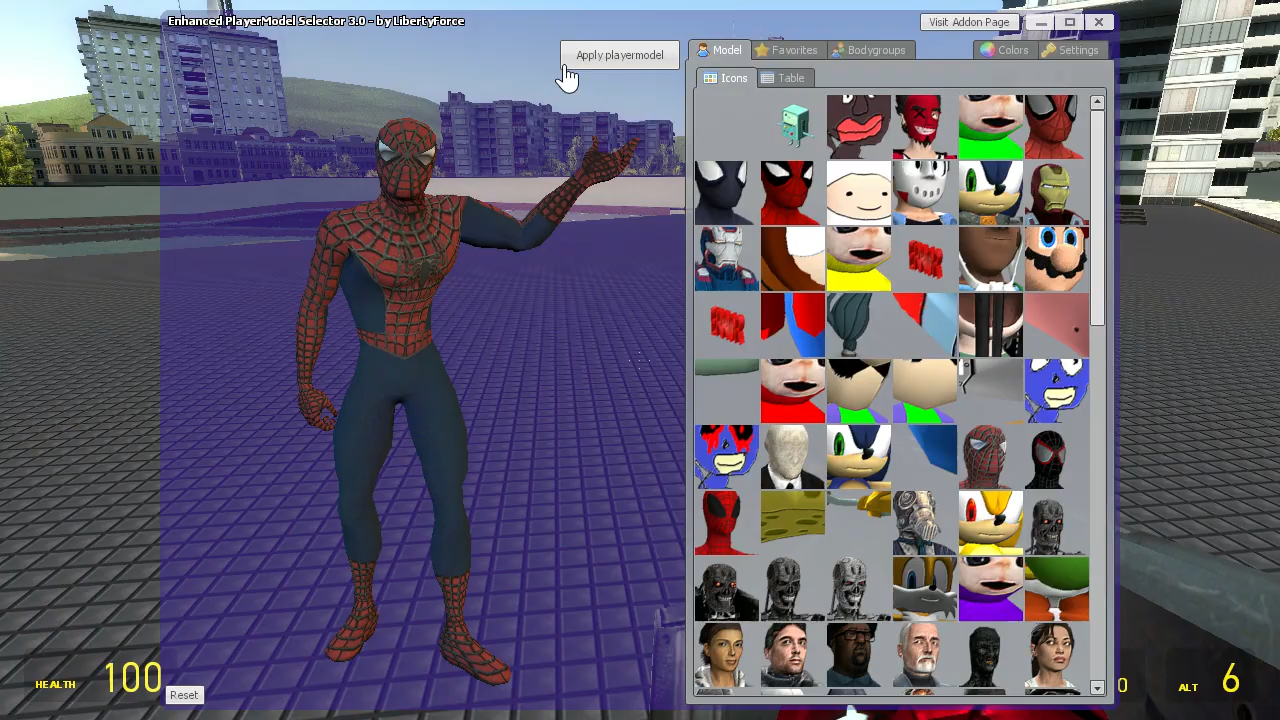 Enhanced PlayerModel Selector 3.0 - by LibertyForce
Visit Addon Page
Apply playermodel
Model
Favorites
Bodygroups
Colors
Settings
Icons
Table
HEALTH 100
Reset
0
ALT 6